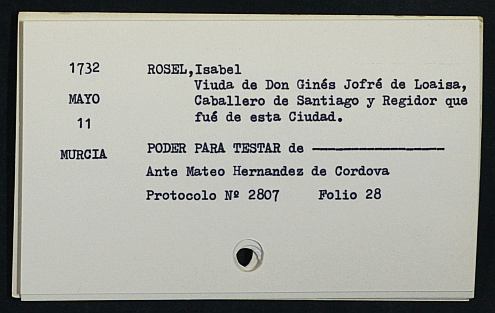 1732 ROSEL,Isabel
Viuda de Don Ginés Jofré de Loaisa,
MAYO Caballero de Santiago y Regidor que
11 fué de esta Ciudad.
MURCIA PODER PARA TESTAR de ————————
Ante Mateo Hernandez de Cordova
Protocolo Nº 2807 Folio 28